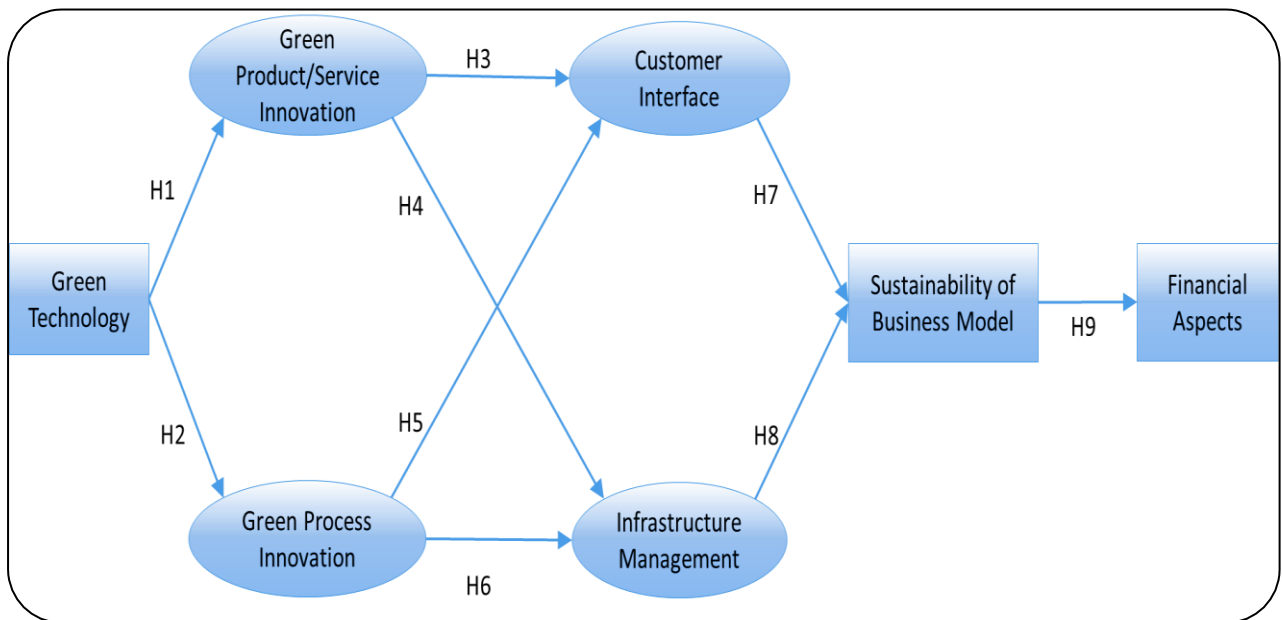 Green
Product/Service
Innovation
H3
Customer
Interface
H1
H4
H7
Green
Technology
Sustainability of
Business Model
H9
Financial
Aspects
H2
H5
H8
Green Process
Innovation
H6
Infrastructure
Management